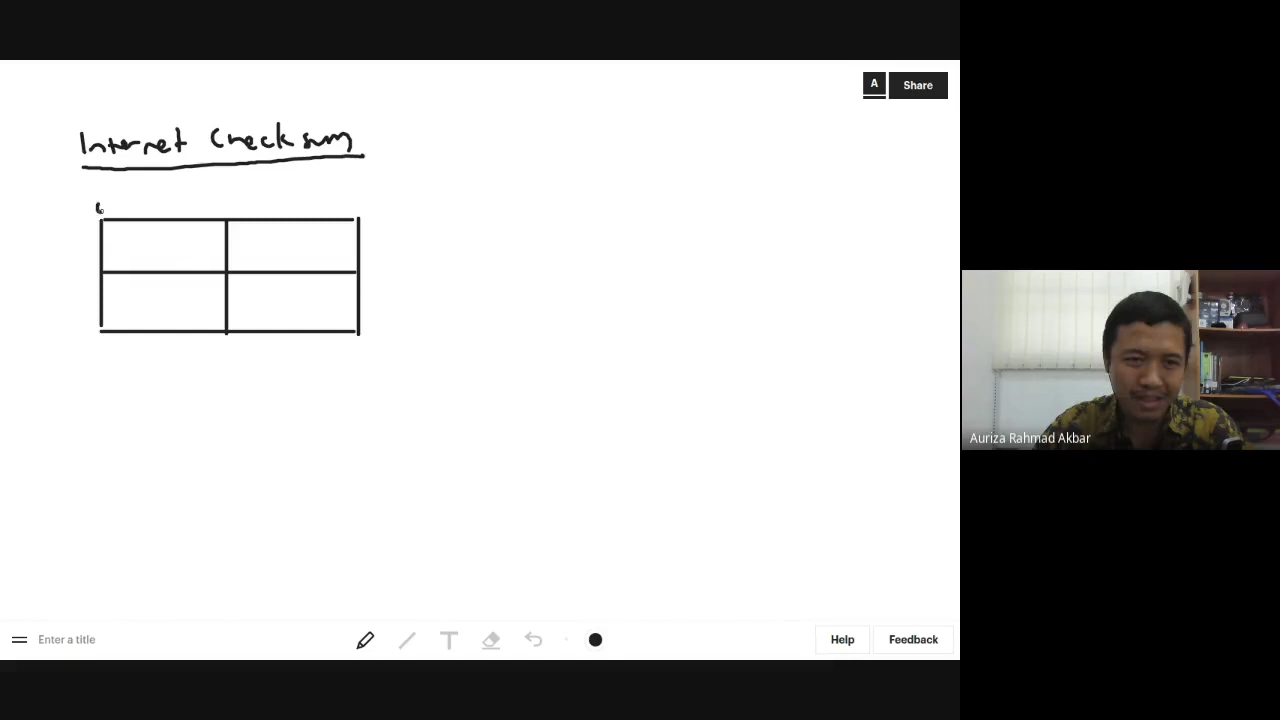 A Share
Internet Checksum
Auriza Rahmad Akbar
Enter a title
T
Help Feedback